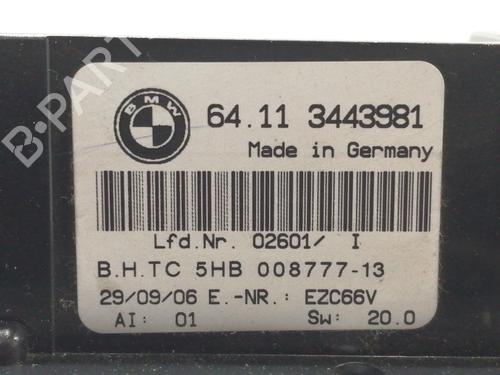 B-PARTS
BMW
64.11 3443981
Made in Germany
Lfd.Nr. 02601/ I
B.H.TC 5HB 008777-13
29/09/06 E.-NR.: EZC66V
AI: 01 Sw: 20.0